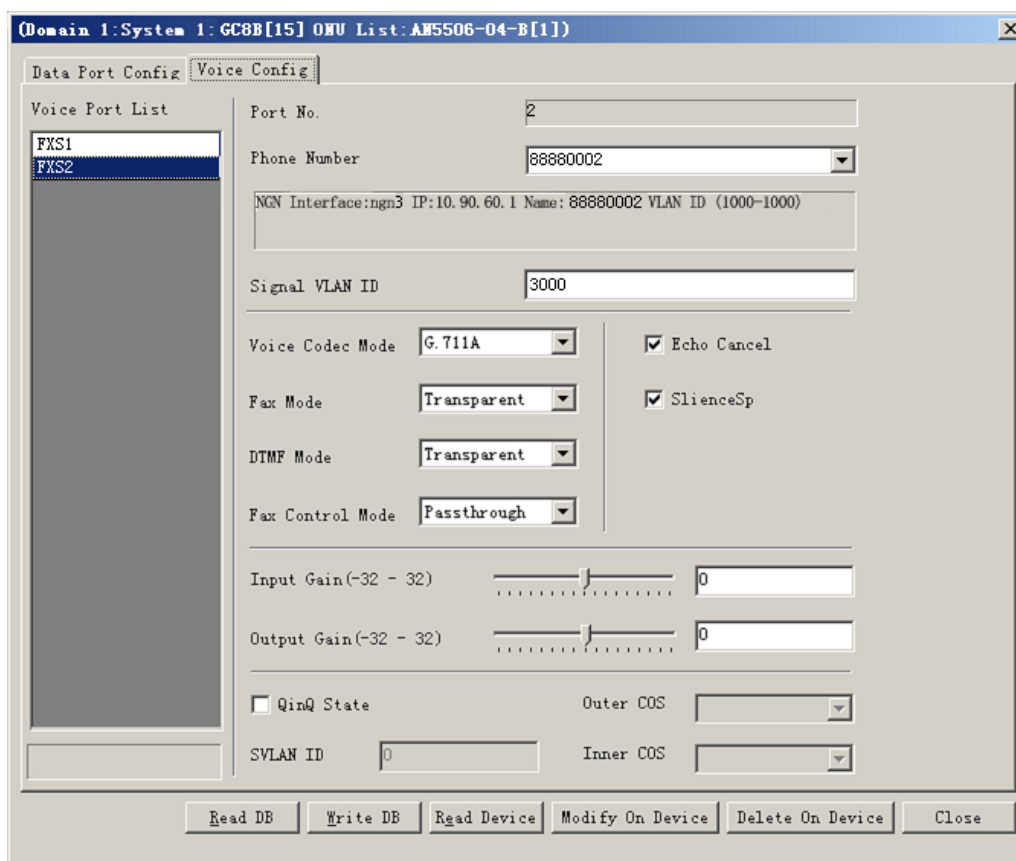 (Domain 1:System 1:GC8B[15] ONU List:AN5506-04-B[1])
Data Port Config Voice Config
Voice Port List
FXS1
FXS2
Port No. 2
Phone Number 88880002
NGN Interface:ngn3 IP:10.90.60.1 Name:88880002 VLAN ID (1000-1000)
Signal VLAN ID 3000
Voice Codec Mode G.711A Echo Cancel
Fax Mode Transparent SlienceSp
DTMF Mode Transparent
Fax Control Mode Passthrough
Input Gain(-32 - 32) 0
Output Gain(-32 - 32) 0
QinQ State Outer COS
SVLAN ID 0 Inner COS
Read DB Write DB Read Device Modify On Device Delete On Device Close